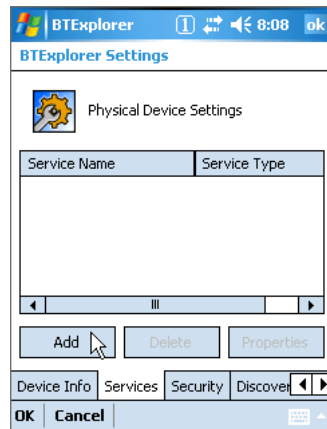 BTExplorer 1 8:08 ok
BTExplorer Settings
Physical Device Settings
Service Name Service Type
Add Delete Properties
Device Info Services Security Discover
OK Cancel